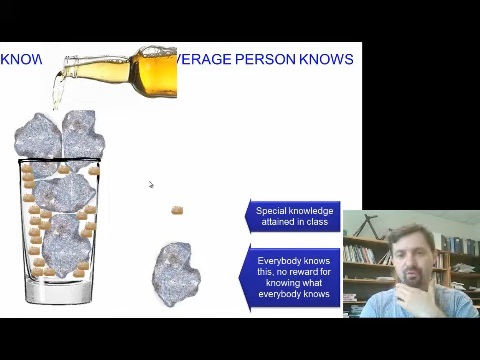 KNOW VERAGE PERSON KNOWS
Special knowledge
attained in class
Everybody knows
this, no reward for
knowing what
everybody knows